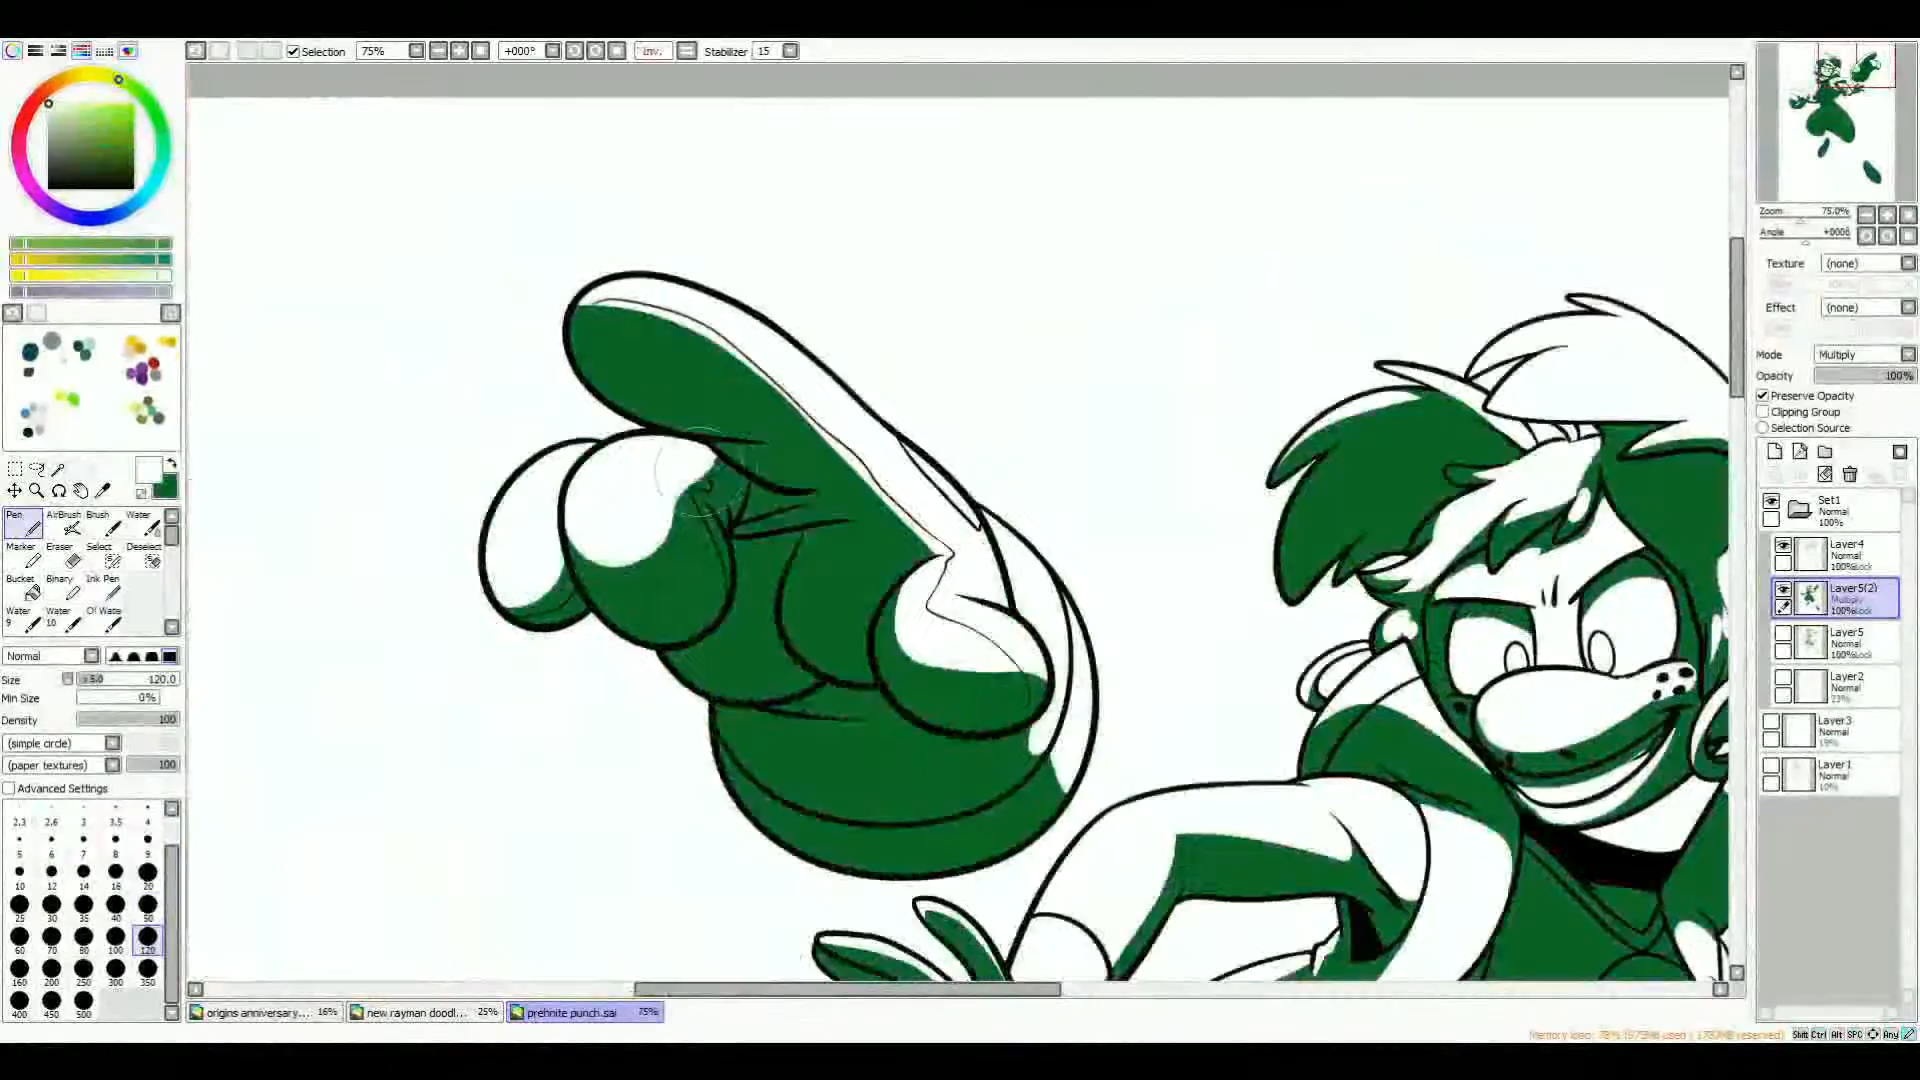 Selection 75% +000° Inv. Stabilizer 15
Zoom 75.0%
Angle
Texture (none)
Effect (none)
Mode Multiply
Opacity 100%
Preserve Opacity
Clipping Group
Selection Source
Set1
Normal
100%
Layer4
Normal
100%Lock
Layer5(2)
Multiply
100%Lock
Layer5
Normal
100%Lock
Layer2
Normal
23%
Layer3
Normal
Layer1
Normal
10%
Pen AirBrush Brush Water
Marker Eraser Select Deselect
Bucket Binary Ink Pen
Water Water
9 10
Normal
Size x 5.0 120.0
Min Size 0%
Density 100
(simple circle)
(paper textures) 100
Advanced Settings
2.3 2.6 3 3.5 4
5 6 7 8 9
10 12 14 16 20
25 30 35 40 50
60 70 80 100 120
160 200 250 300 350
400 450 500
origins anniversary,... 16% new rayman doodl... 25% prehnite punch.sai 75%
Shift Ctrl Alt SPC Any